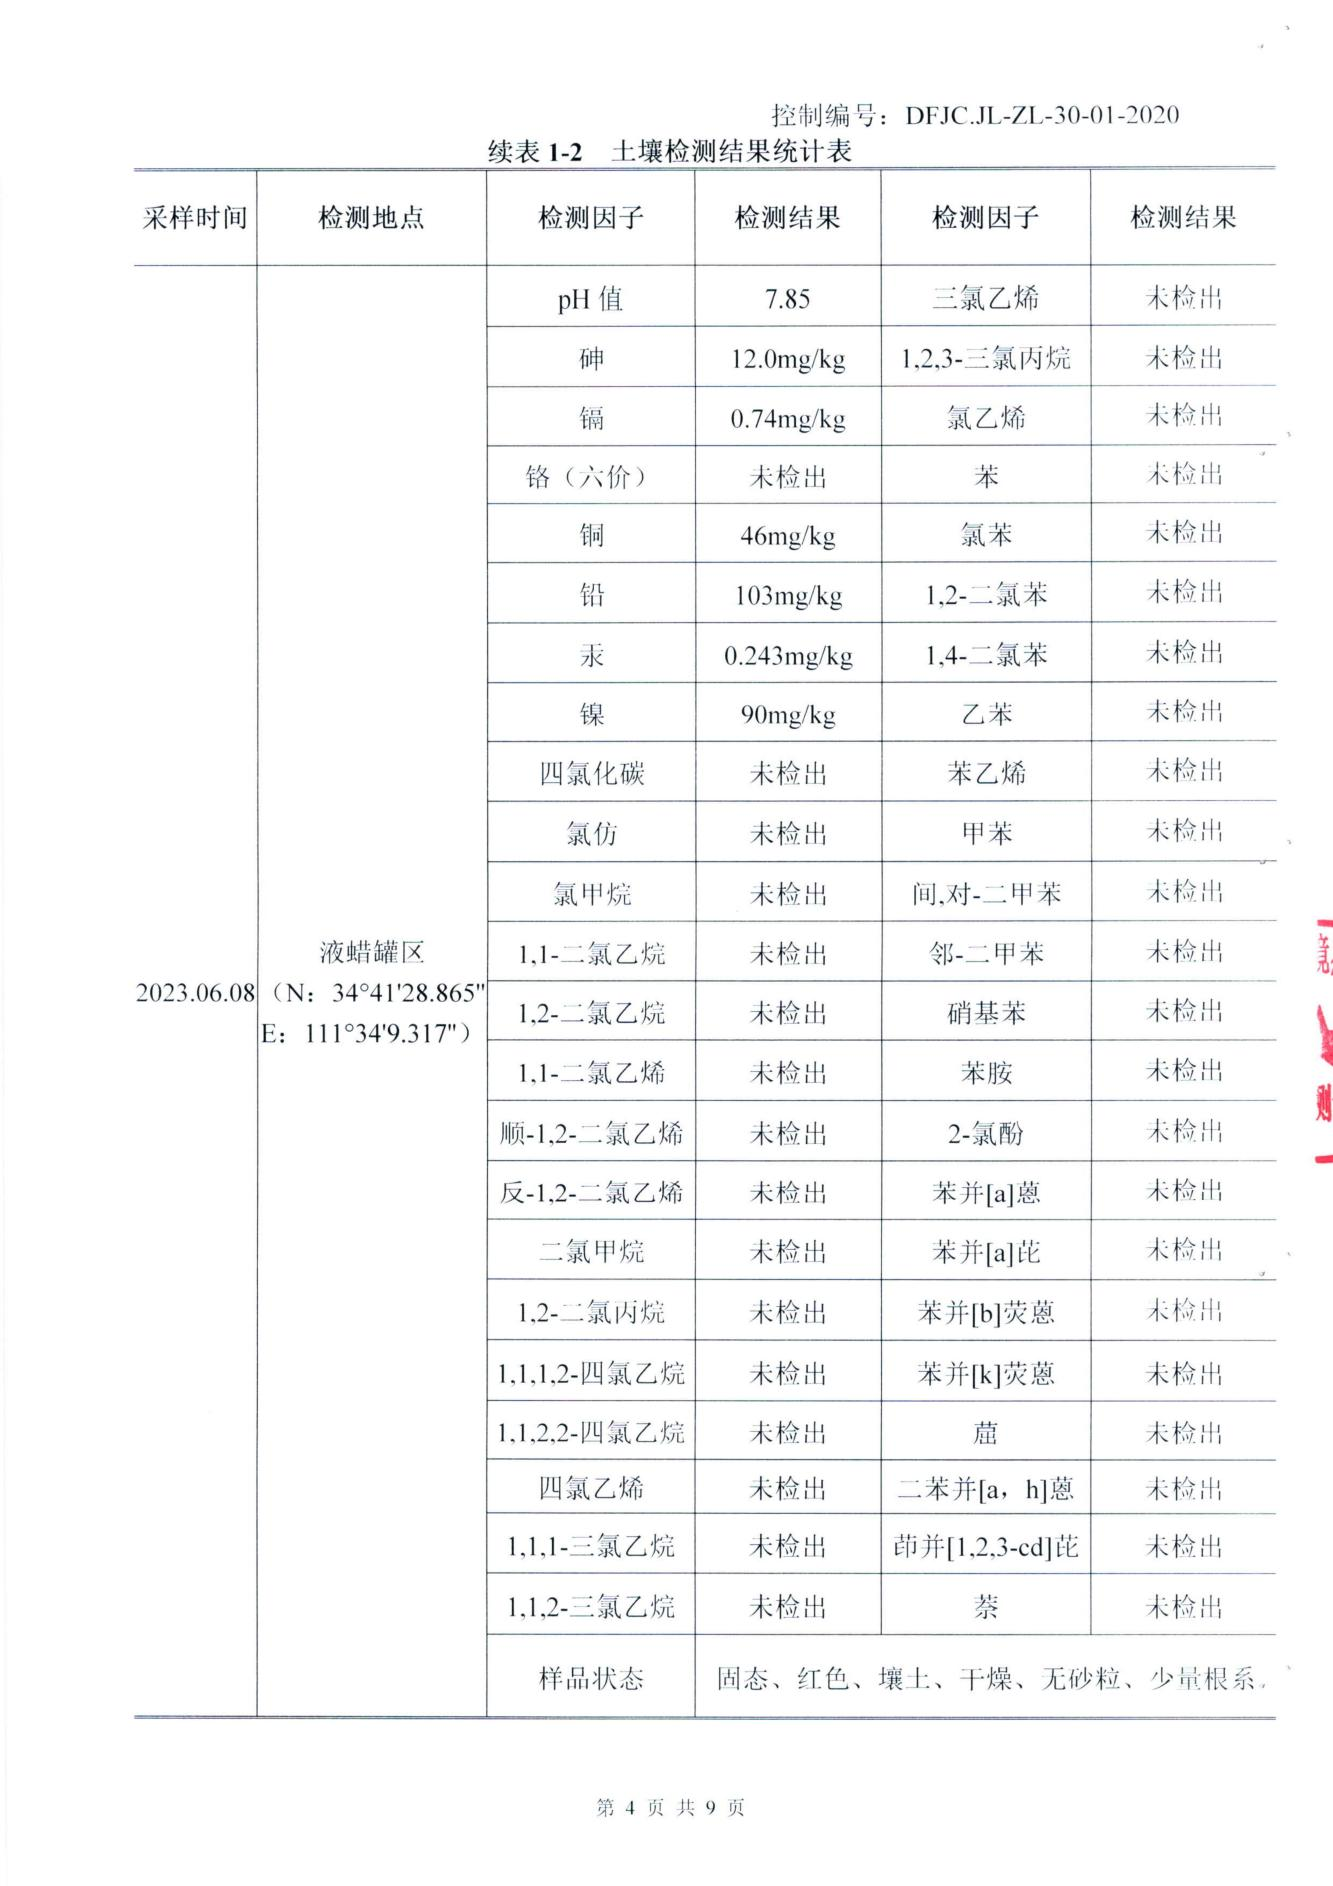 控制编号：DFJC.JL-ZL-30-01-2020
续表 1-2 土壤检测结果统计表
采样时间 检测地点 检测因子 检测结果 检测因子 检测结果
pH 值 7.85 三氯乙烯 未检出
砷 12.0mg/kg 1,2,3-三氯丙烷 未检出
镉 0.74mg/kg 氯乙烯 未检出
铬（六价） 未检出 苯 未检出
铜 46mg/kg 氯苯 未检出
铅 103mg/kg 1,2-二氯苯 未检出
汞 0.243mg/kg 1,4-二氯苯 未检出
镍 90mg/kg 乙苯 未检出
四氯化碳 未检出 苯乙烯 未检出
氯仿 未检出 甲苯 未检出
氯甲烷 未检出 间,对-二甲苯 未检出
液蜡罐区 1,1-二氯乙烷 未检出 邻-二甲苯 未检出
2023.06.08 （N：34°41'28.865" 1,2-二氯乙烷 未检出 硝基苯 未检出
E：111°34'9.317"） 1,1-二氯乙烯 未检出 苯胺 未检出
顺-1,2-二氯乙烯 未检出 2-氯酚 未检出
反-1,2-二氯乙烯 未检出 苯并[a]蒽 未检出
二氯甲烷 未检出 苯并[a]芘 未检出
1,2-二氯丙烷 未检出 苯并[b]荧蒽 未检出
1,1,1,2-四氯乙烷 未检出 苯并[k]荧蒽 未检出
1,1,2,2-四氯乙烷 未检出 䓛 未检出
四氯乙烯 未检出 二苯并[a，h]蒽 未检出
1,1,1-三氯乙烷 未检出 茚并[1,2,3-cd]芘 未检出
1,1,2-三氯乙烷 未检出 萘 未检出
样品状态 固态、红色、壤土、干燥、无砂粒、少量根系。
第 4 页 共 9 页